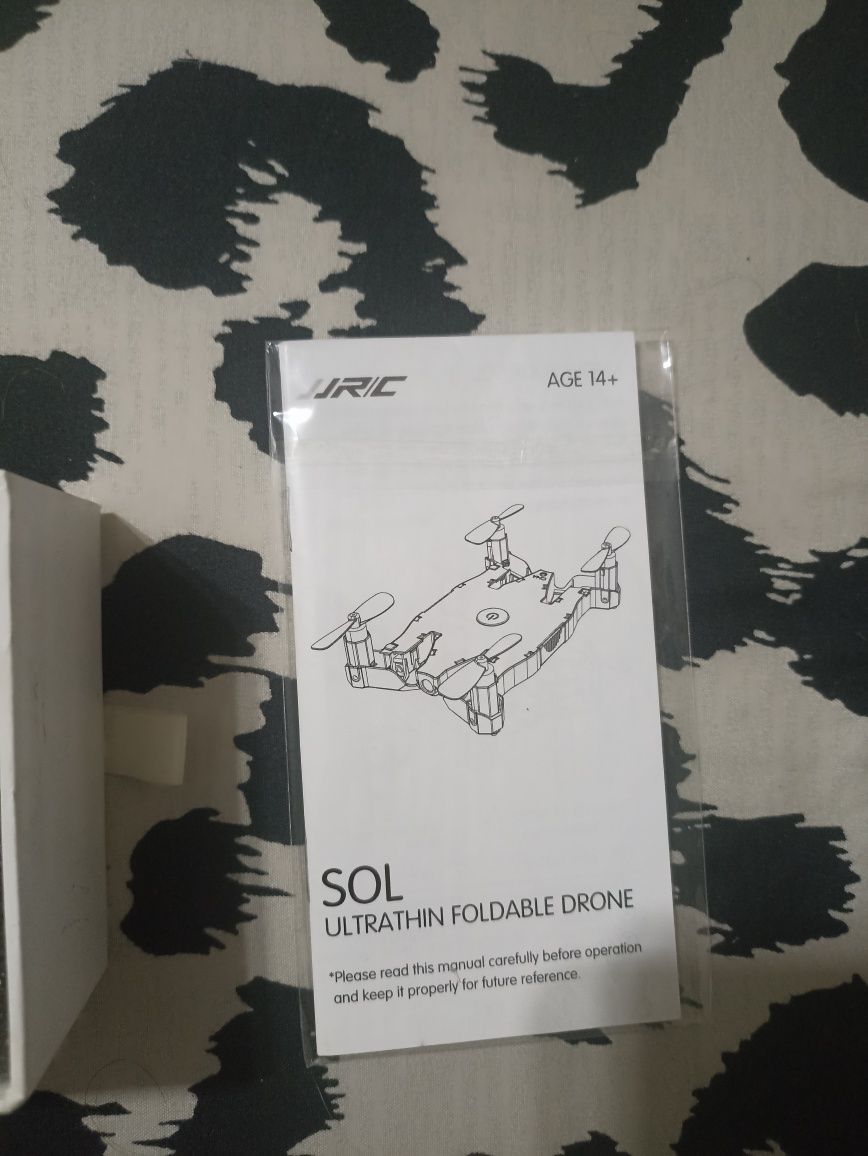 JJR/C
AGE 14+
SOL
ULTRATHIN FOLDABLE DRONE
*Please read this manual carefully before operation
and keep it properly for future reference.